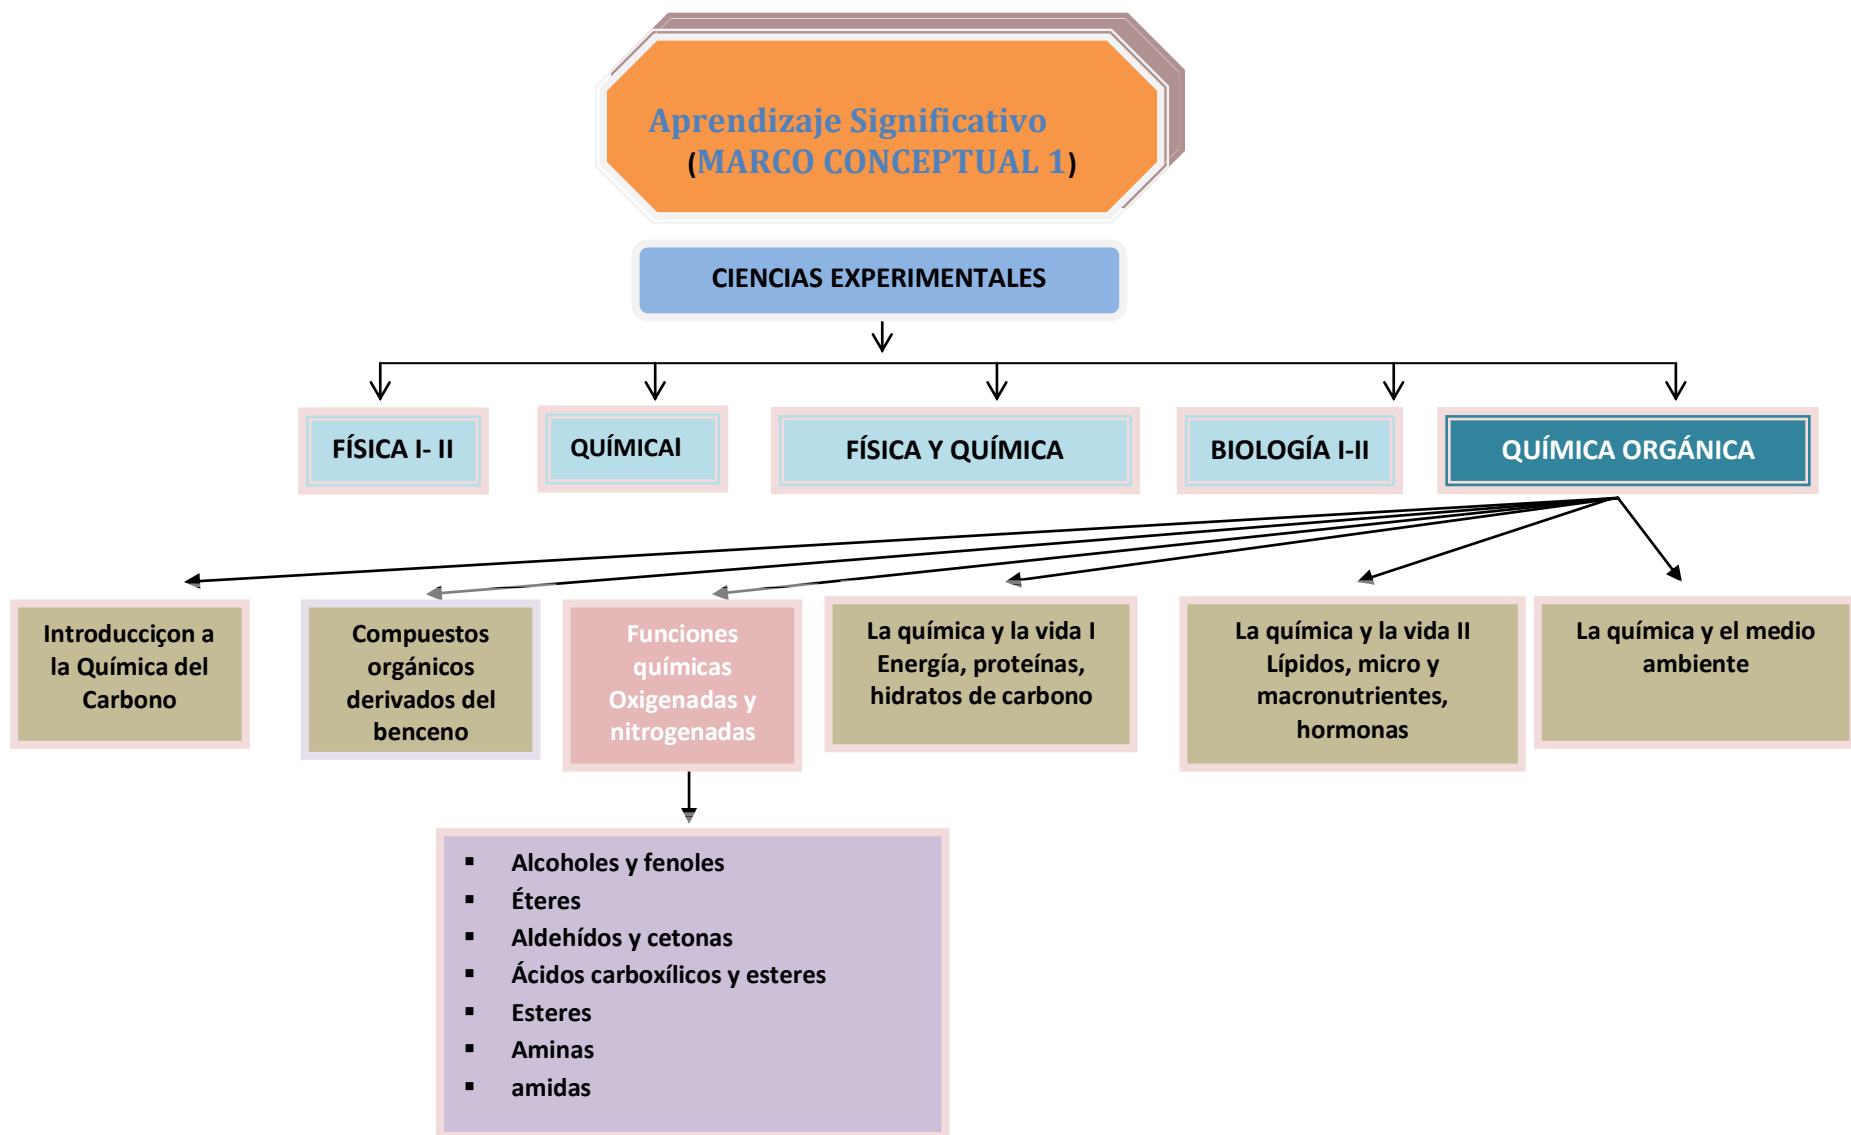 Aprendizaje Significativo
(MARCO CONCEPTUAL 1)
CIENCIAS EXPERIMENTALES
FÍSICA I- II
QUÍMICAI
FÍSICA Y QUÍMICA
BIOLOGÍA I-II
QUÍMICA ORGÁNICA
Introducciçon a
la Química del
Carbono
Compuestos
orgánicos
derivados del
benceno
Funciones
químicas
Oxigenadas y
nitrogenadas
La química y la vida I
Energía, proteínas,
hidratos de carbono
La química y la vida II
Lípidos, micro y
macronutrientes,
hormonas
La química y el medio
ambiente
▪ Alcoholes y fenoles
▪ Éteres
▪ Aldehídos y cetonas
▪ Ácidos carboxílicos y esteres
▪ Esteres
▪ Aminas
▪ amidas